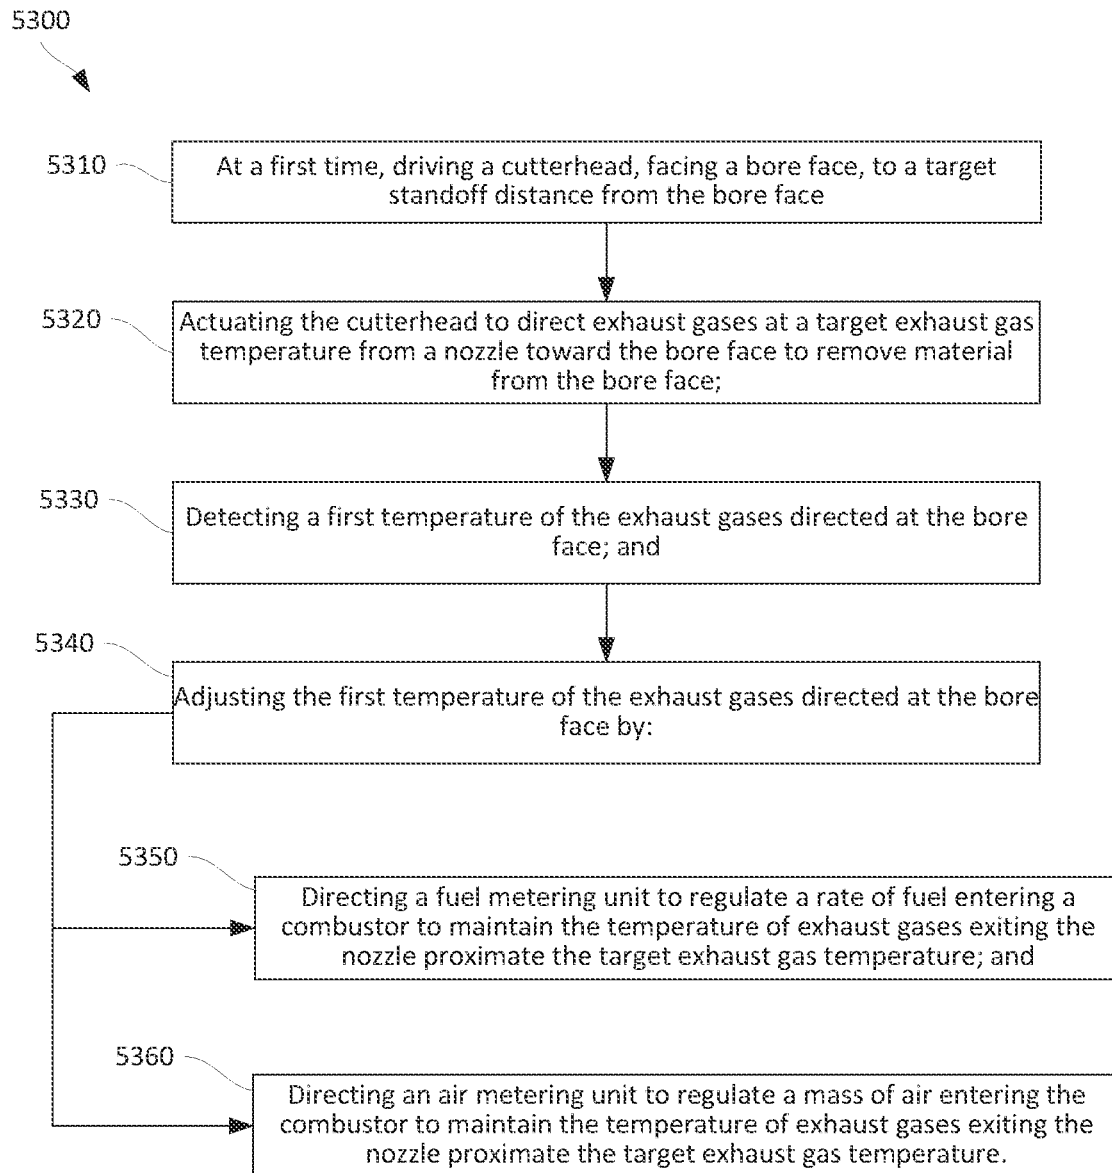 5300
5310
At a first time, driving a cutterhead, facing a bore face, to a target
standoff distance from the bore face
5320
Actuating the cutterhead to direct exhaust gases at a target exhaust gas
temperature from a nozzle toward the bore face to remove material
from the bore face;
5330
Detecting a first temperature of the exhaust gases directed at the bore
face; and
5340
Adjusting the first temperature of the exhaust gases directed at the bore
face by:
5350
Directing a fuel metering unit to regulate a rate of fuel entering a
combustor to maintain the temperature of exhaust gases exiting the
nozzle proximate the target exhaust gas temperature; and
5360
Directing an air metering unit to regulate a mass of air entering the
combustor to maintain the temperature of exhaust gases exiting the
nozzle proximate the target exhaust gas temperature.